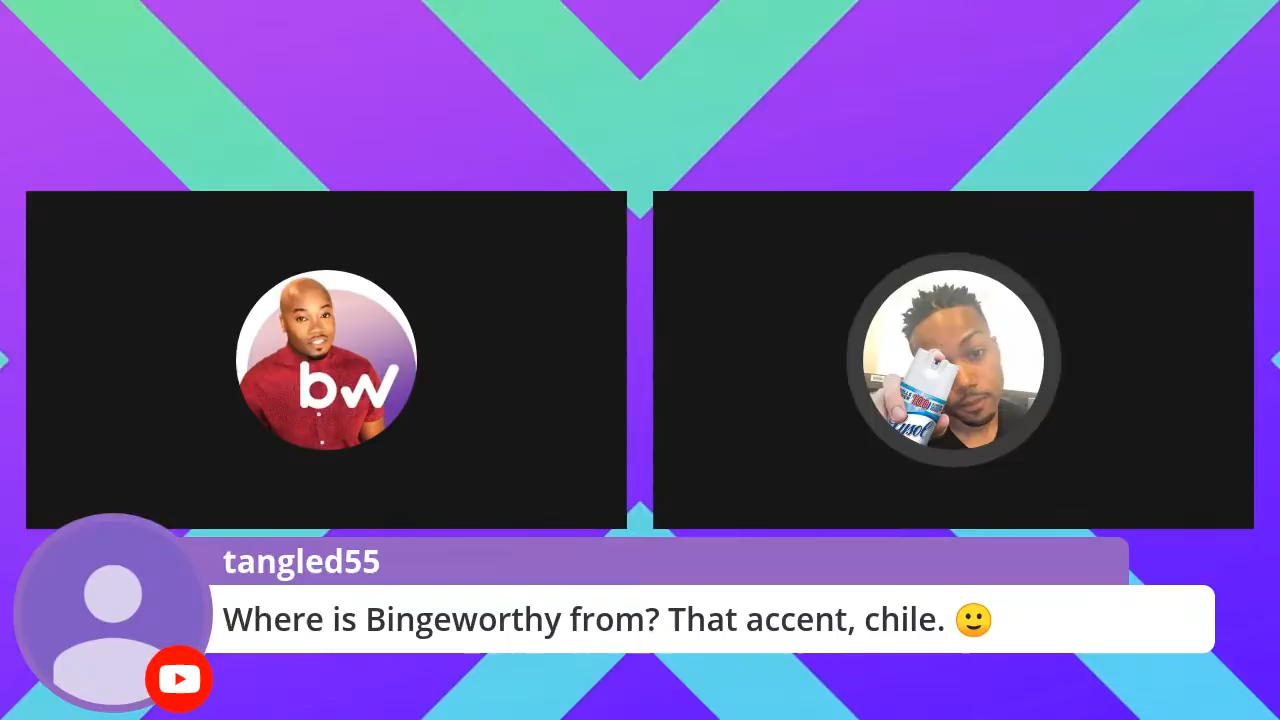 bw
Lysol
tangled55
Where is Bingeworthy from? That accent, chile. 🙂